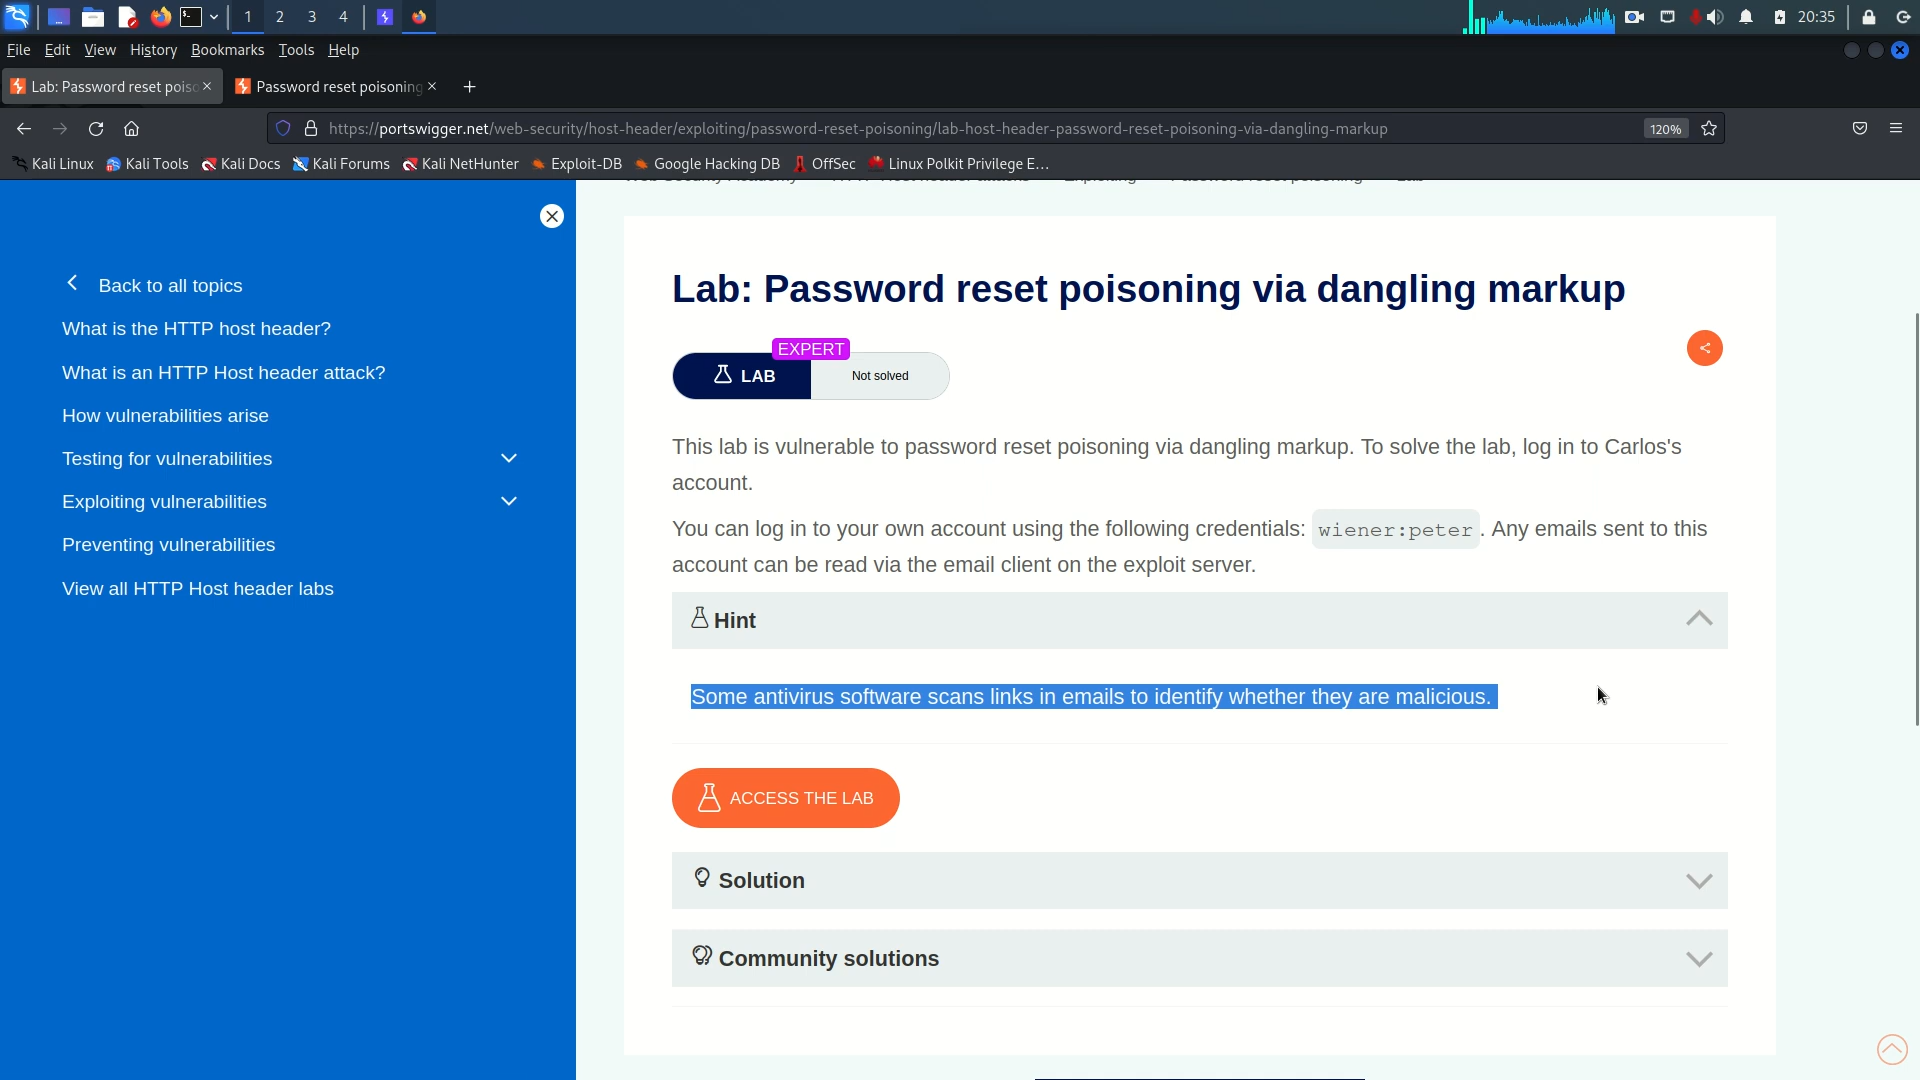 1 2 3 4 20:35
File Edit View History Bookmarks Tools Help
Lab: Password reset poiso Password reset poisoning
https://portswigger.net/web-security/host-header/exploiting/password-reset-poisoning/lab-host-header-password-reset-poisoning-via-dangling-markup 120%
Kali Linux Kali Tools Kali Docs Kali Forums Kali NetHunter Exploit-DB Google Hacking DB OffSec Linux Polkit Privilege E...
Back to all topics
What is the HTTP host header?
What is an HTTP Host header attack?
How vulnerabilities arise
Testing for vulnerabilities
Exploiting vulnerabilities
Preventing vulnerabilities
View all HTTP Host header labs
Lab: Password reset poisoning via dangling markup
EXPERT
LAB Not solved
This lab is vulnerable to password reset poisoning via dangling markup. To solve the lab, log in to Carlos's
account.
You can log in to your own account using the following credentials: wiener:peter. Any emails sent to this
account can be read via the email client on the exploit server.
Hint
Some antivirus software scans links in emails to identify whether they are malicious.
ACCESS THE LAB
Solution
Community solutions